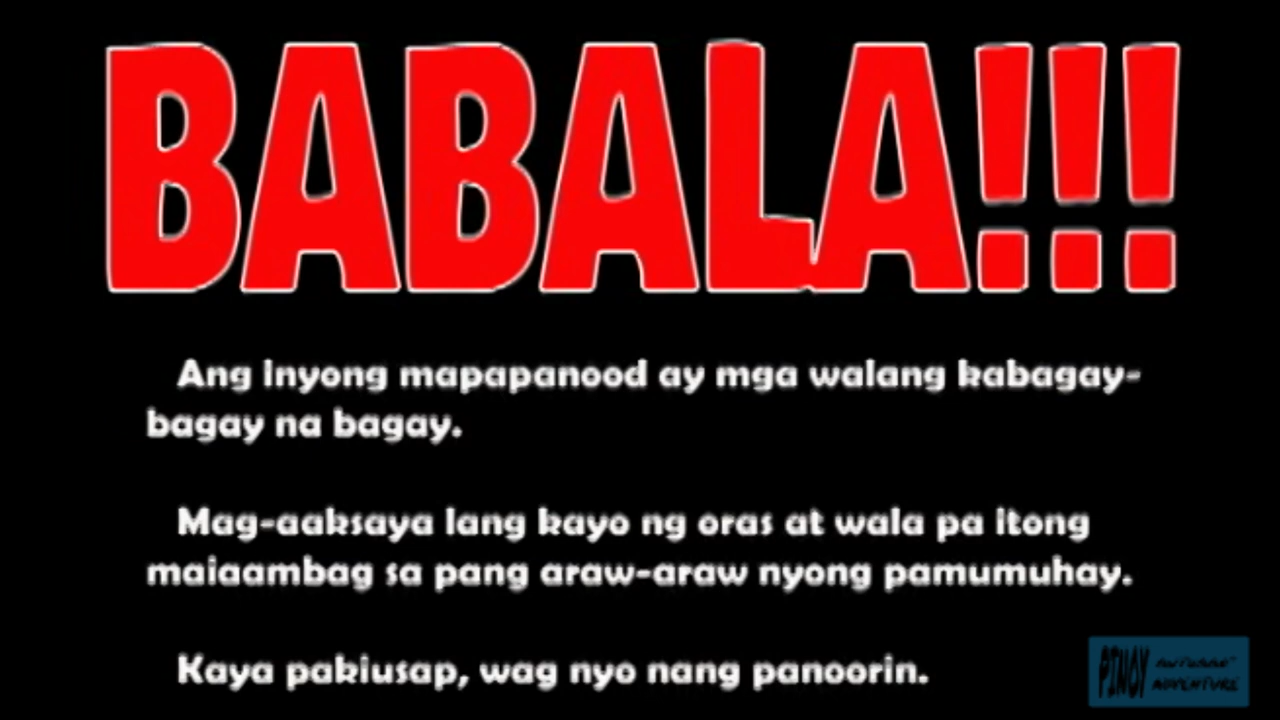 BABALA!!!
Ang inyong mapapanood ay mga walang kabagay-
bagay na bagay.
Mag-aaksaya lang kayo ng oras at wala pa itong
maiaambag sa pang araw-araw nyong pamumuhay.
Kaya pakiusap, wag nyo nang panoorin.
PINOY
ADVENTURE